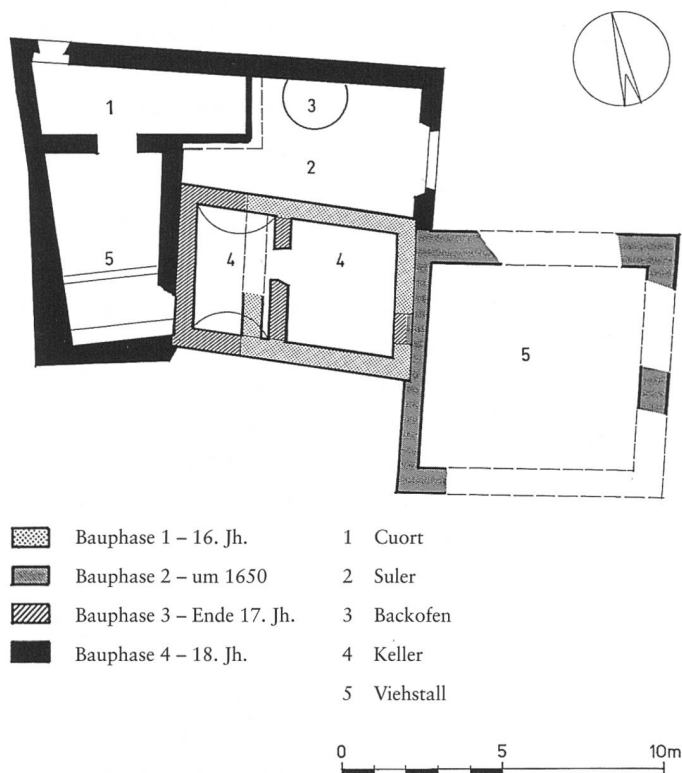 1
3
2
5
4
4
5
Bauphase 1 – 16. Jh.
Bauphase 2 – um 1650
Bauphase 3 – Ende 17. Jh.
Bauphase 4 – 18. Jh.
1 Cuort
2 Suler
3 Backofen
4 Keller
5 Viehstall
0 5 10m